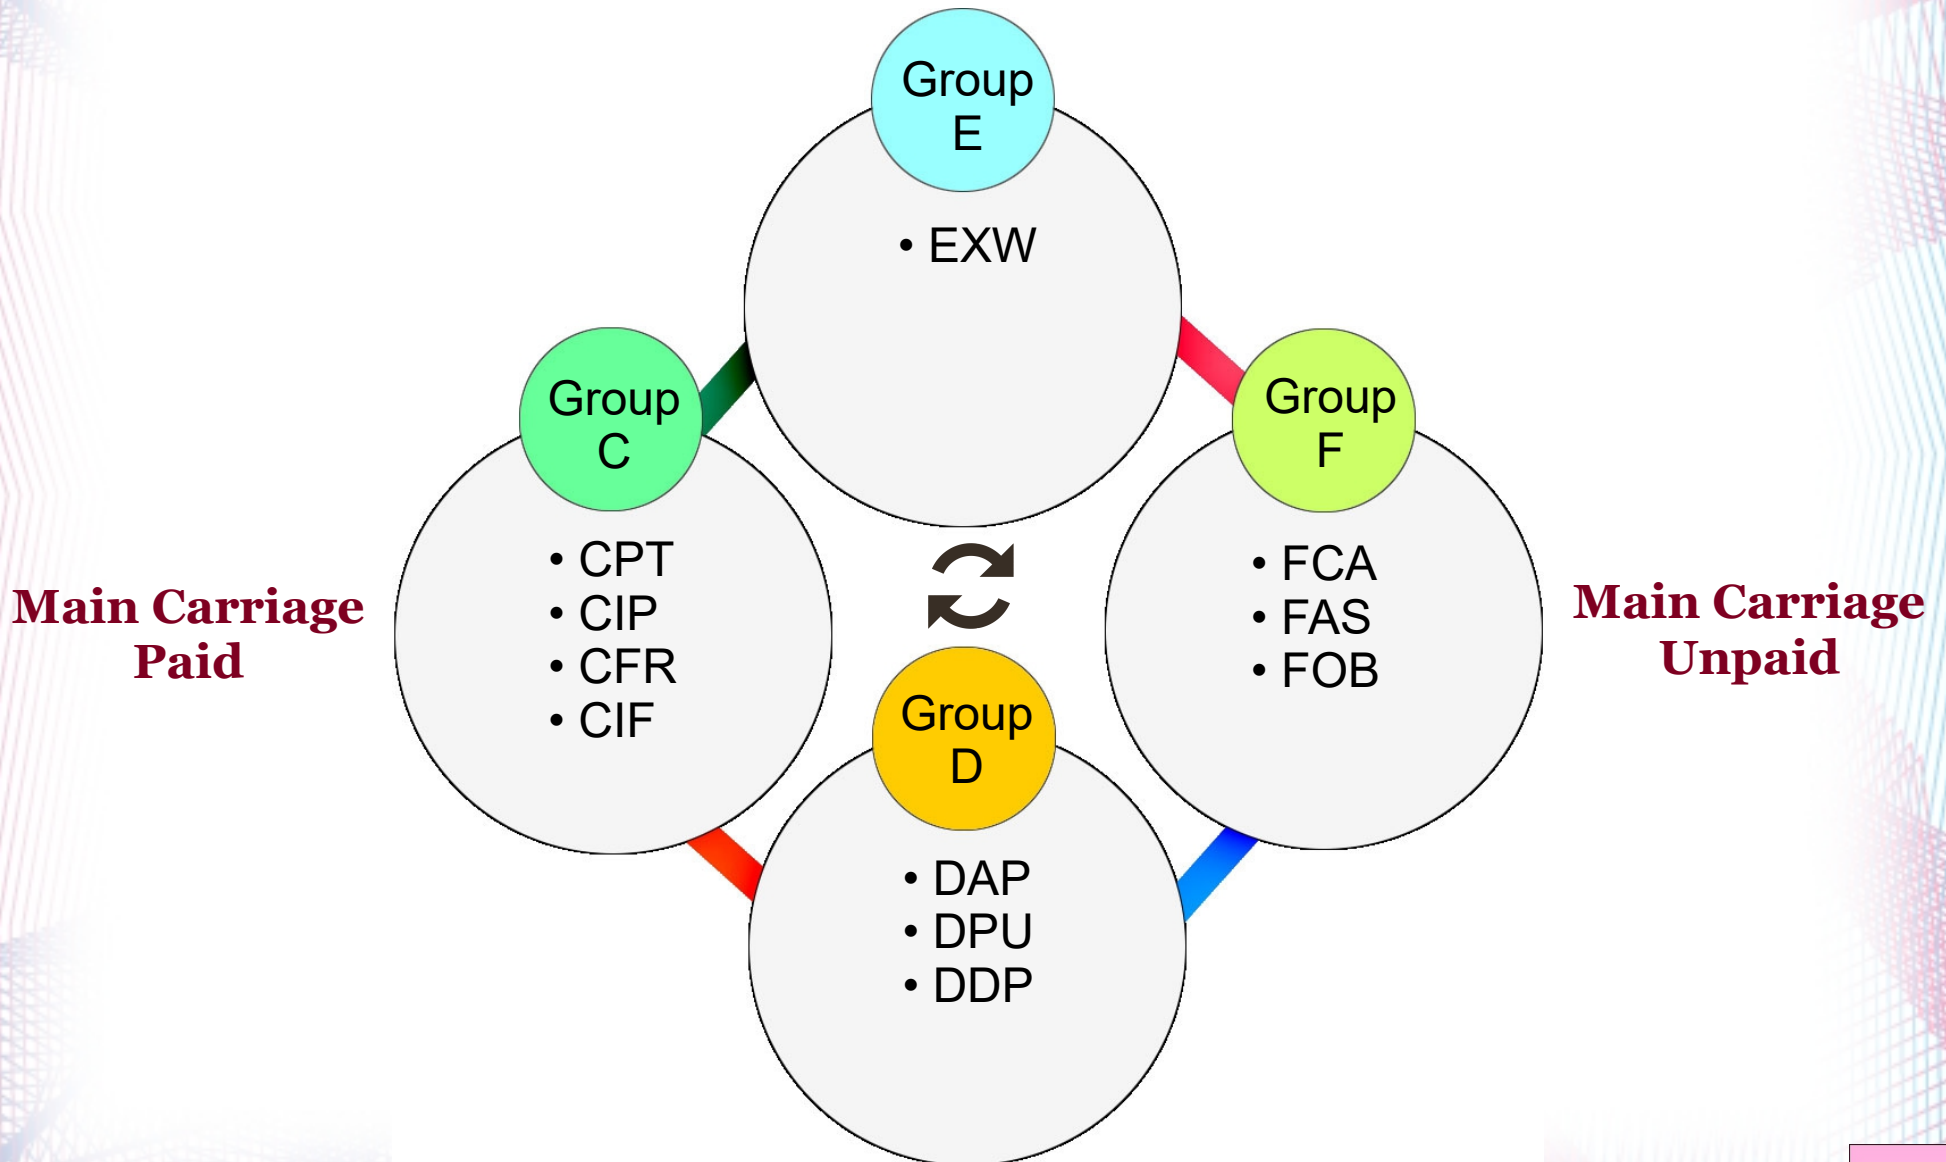 Group
E
• EXW
Group
C
• CPT
• CIP
• CFR
• CIF
Main Carriage
Paid
Group
F
• FCA
• FAS
• FOB
Main Carriage
Unpaid
Group
D
• DAP
• DPU
• DDP